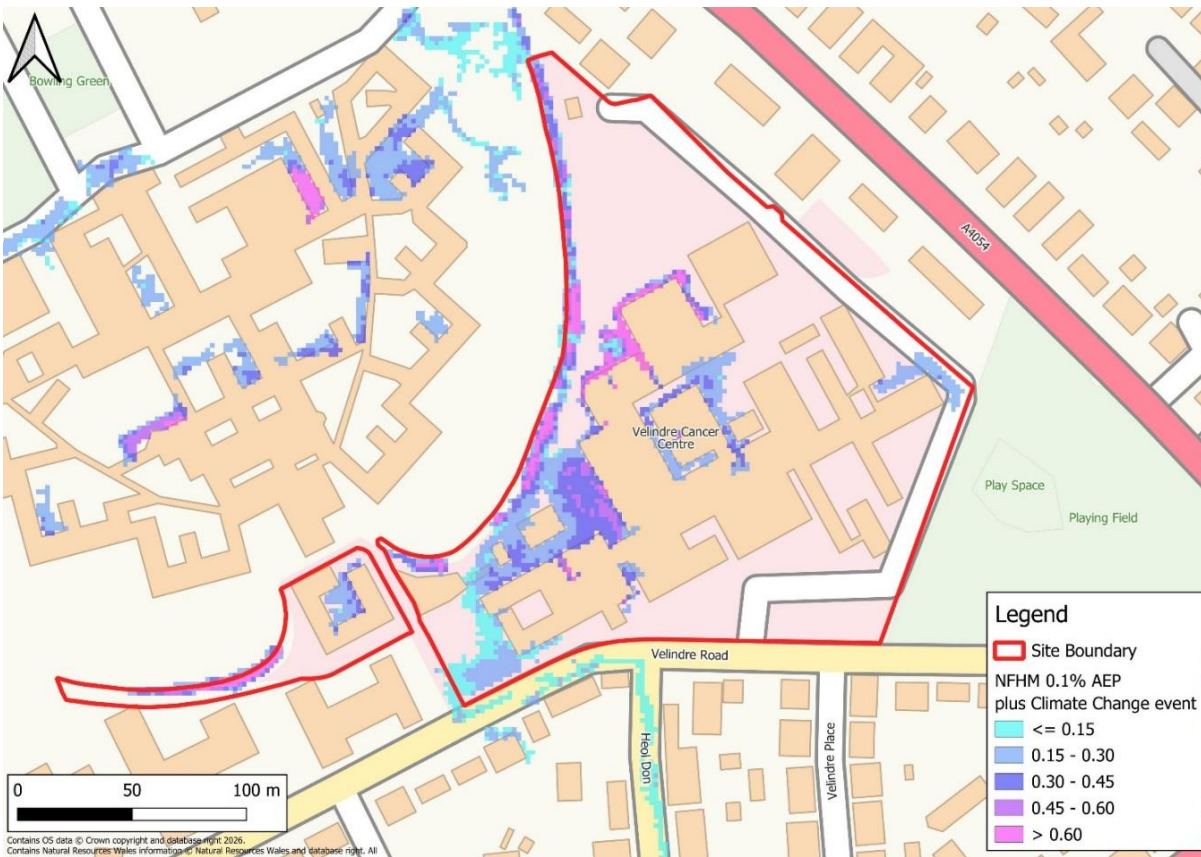 Bowling Green
A4054
Velindre Cancer
Centre
Play Space
Playing Field
Velindre Road
Heol Don
Velindre Place
Legend
Site Boundary
NFHM 0.1% AEP
plus Climate Change event
<= 0.15
0.15 - 0.30
0.30 - 0.45
0.45 - 0.60
> 0.60
0 50 100 m
Contains OS data © Crown copyright and database right 2026.
Contains Natural Resources Wales information © Natural Resources Wales and database right. All